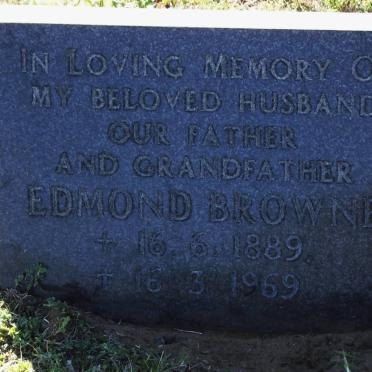 IN LOVING MEMORY O
MY BELOVED HUSBAND
OUR FATHER
AND GRANDFATHER
EDMOND BROWNE
+ 16. 6. 1889.
+ 16 3 1969